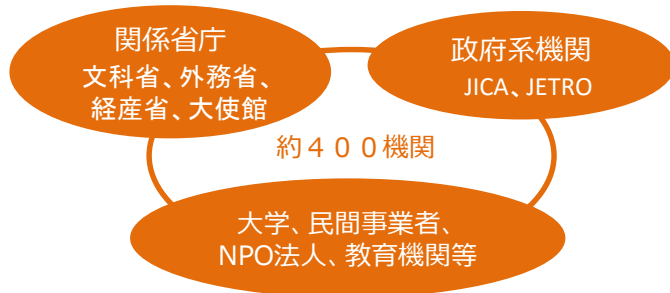 関係省庁
文科省、外務省、
経産省、大使館
政府系機関
JICA、JETRO
約４００機関
大学、民間事業者、
NPO法人、教育機関等